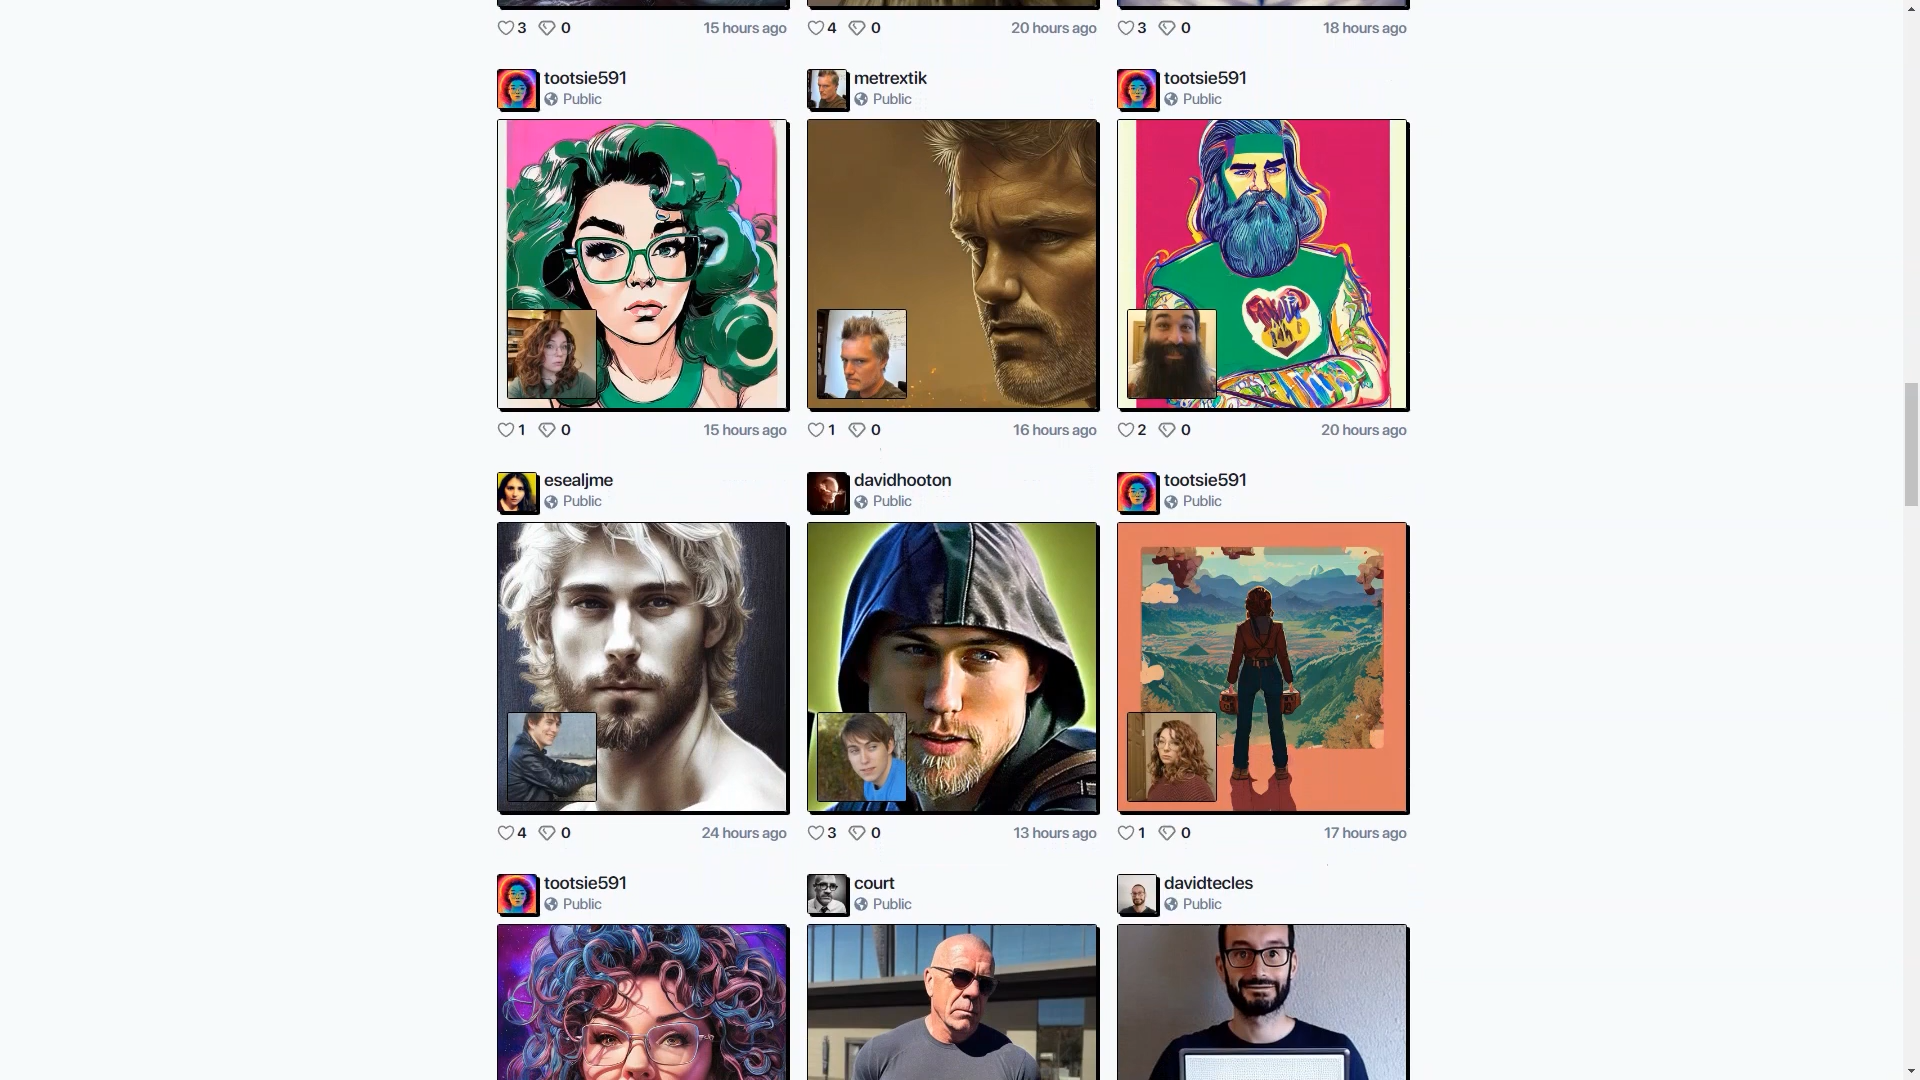 3 0 15 hours ago
4 0 20 hours ago
3 0 18 hours ago
tootsie591
Public
metrextik
Public
tootsie591
Public
1 0 15 hours ago
1 0 16 hours ago
2 0 20 hours ago
esealjme
Public
davidhooton
Public
tootsie591
Public
4 0 24 hours ago
3 0 13 hours ago
1 0 17 hours ago
tootsie591
Public
court
Public
davidtecles
Public